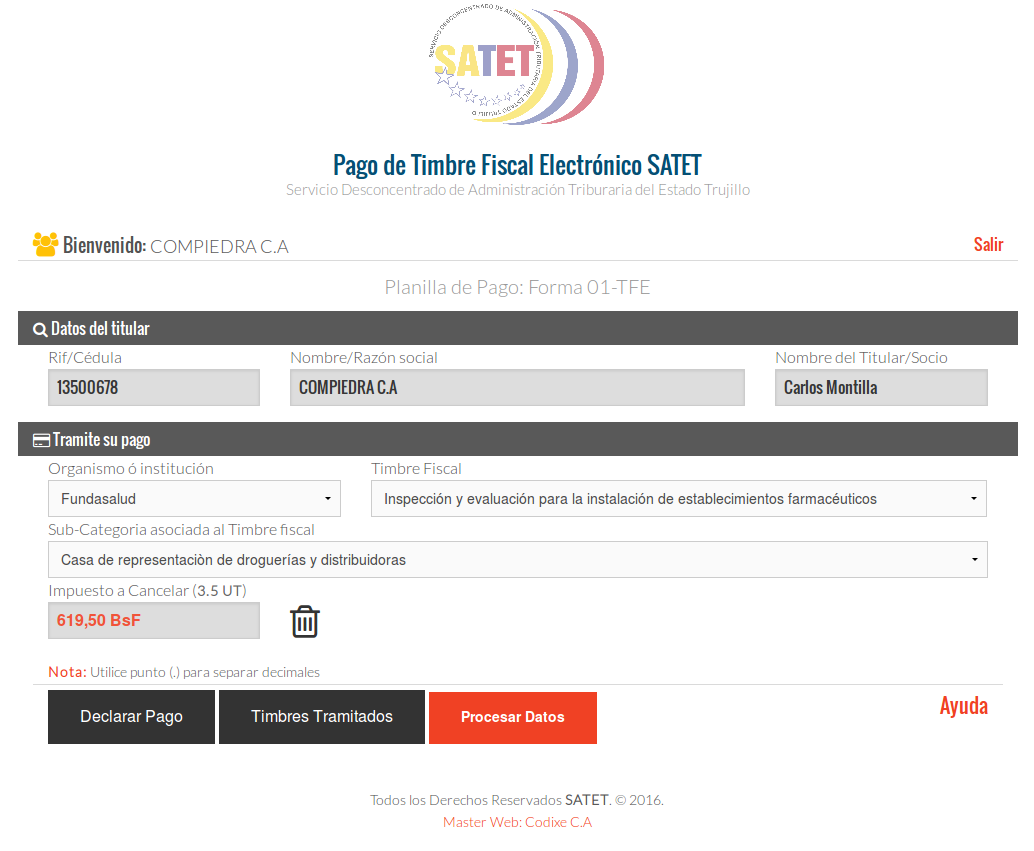 SERVICIO DESCONCENTRADO DE ADMINISTRACIÓN TRIBUTARIA DEL ESTADO TRUJILLO
SATET
Pago de Timbre Fiscal Electrónico SATET
Servicio Desconcentrado de Administración Triburaria del Estado Trujillo
Bienvenido: COMPIEDRA C.A
Salir
Planilla de Pago: Forma 01-TFE
Datos del titular
Rif/Cédula Nombre/Razón social Nombre del Titular/Socio
13500678 COMPIEDRA C.A Carlos Montilla
Tramite su pago
Organismo ó institución Timbre Fiscal
Fundasalud Inspección y evaluación para la instalación de establecimientos farmacéuticos
Sub-Categoria asociada al Timbre fiscal
Casa de representaciòn de droguerías y distribuidoras
Impuesto a Cancelar (3.5 UT)
619,50 BsF
Nota: Utilice punto (.) para separar decimales
Declarar Pago Timbres Tramitados Procesar Datos Ayuda
Todos los Derechos Reservados SATET. © 2016.
Master Web: Codixe C.A